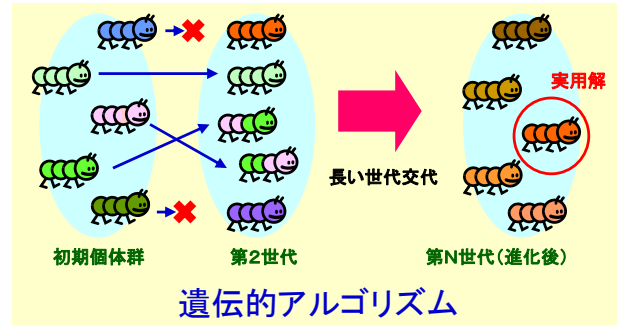 実用解
長い世代交代
初期個体群
第2世代
第N世代(進化後)
遺伝的アルゴリズム